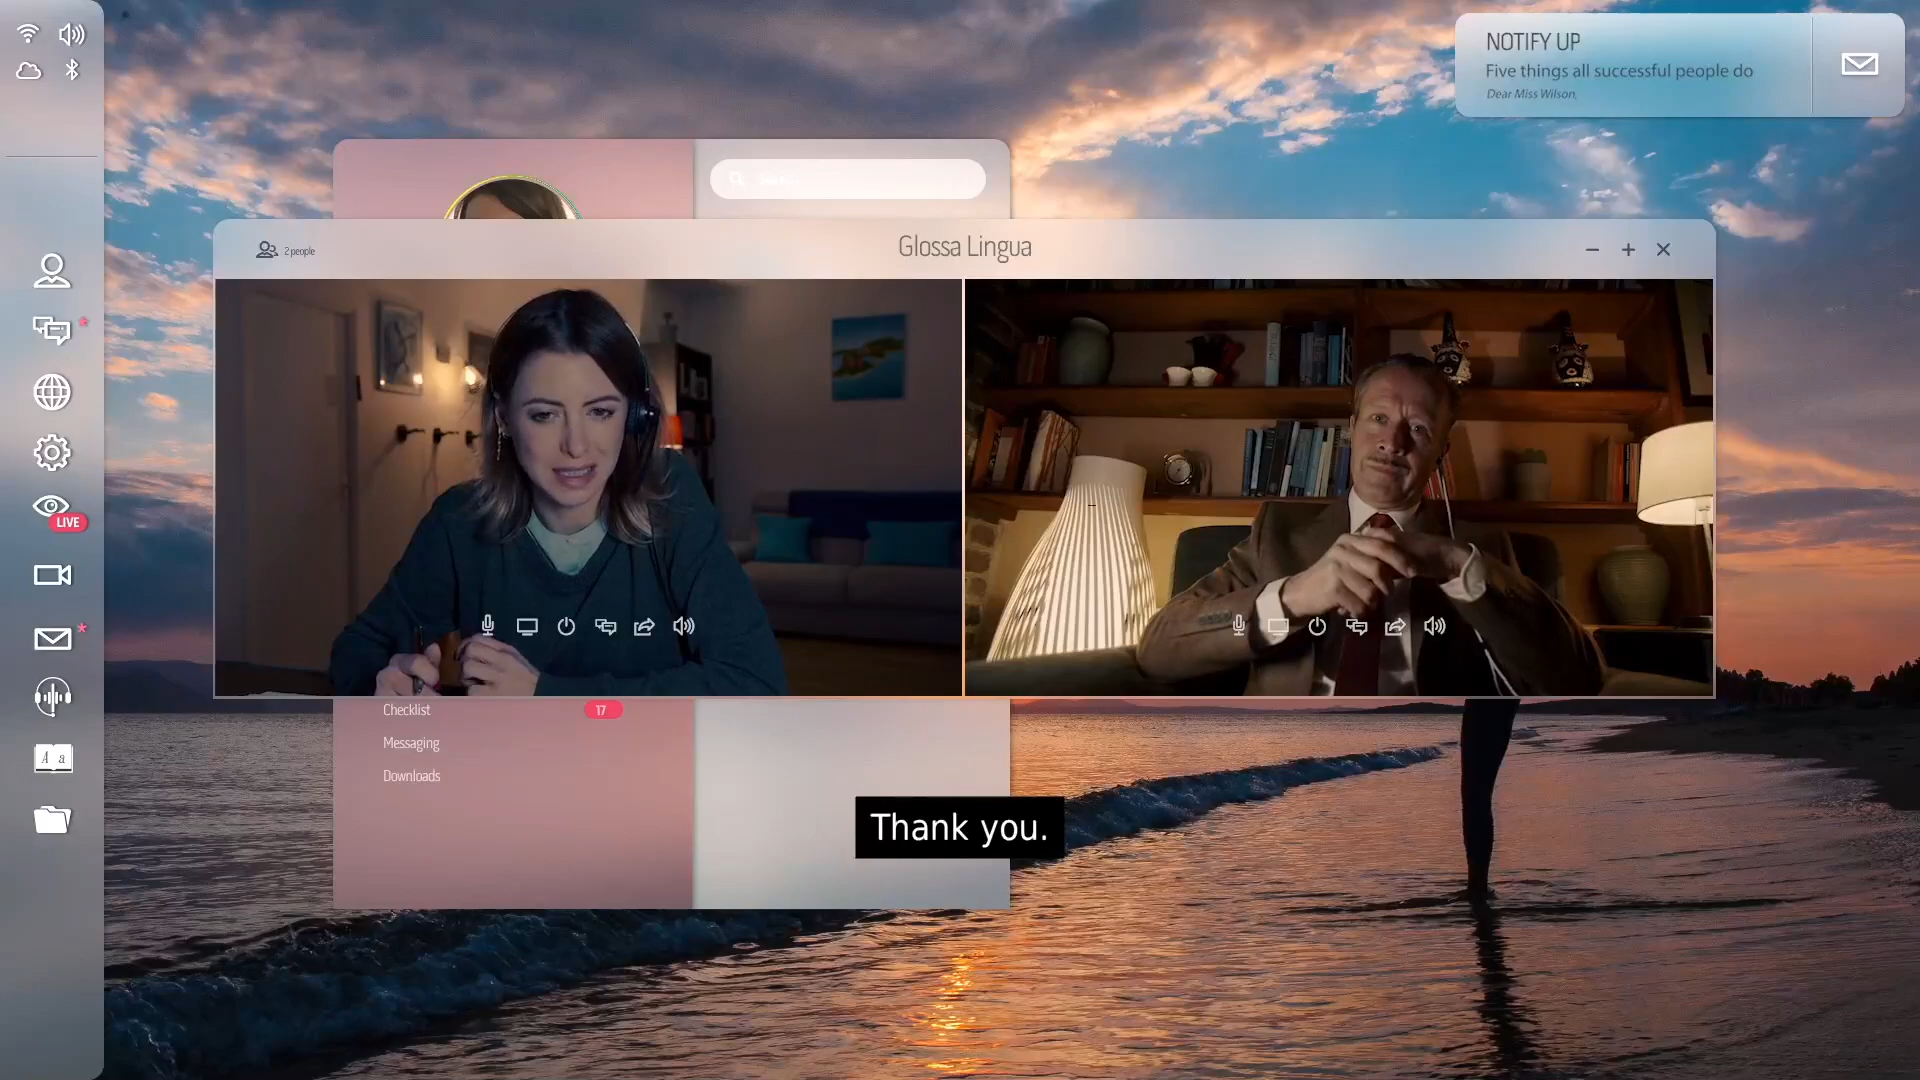 NOTIFY UP
Five things all successful people do
Dear Miss Wilson,
2 people
Glossa Lingua
LIVE
A a
Checklist 17
Messaging
Downloads
Thank you.